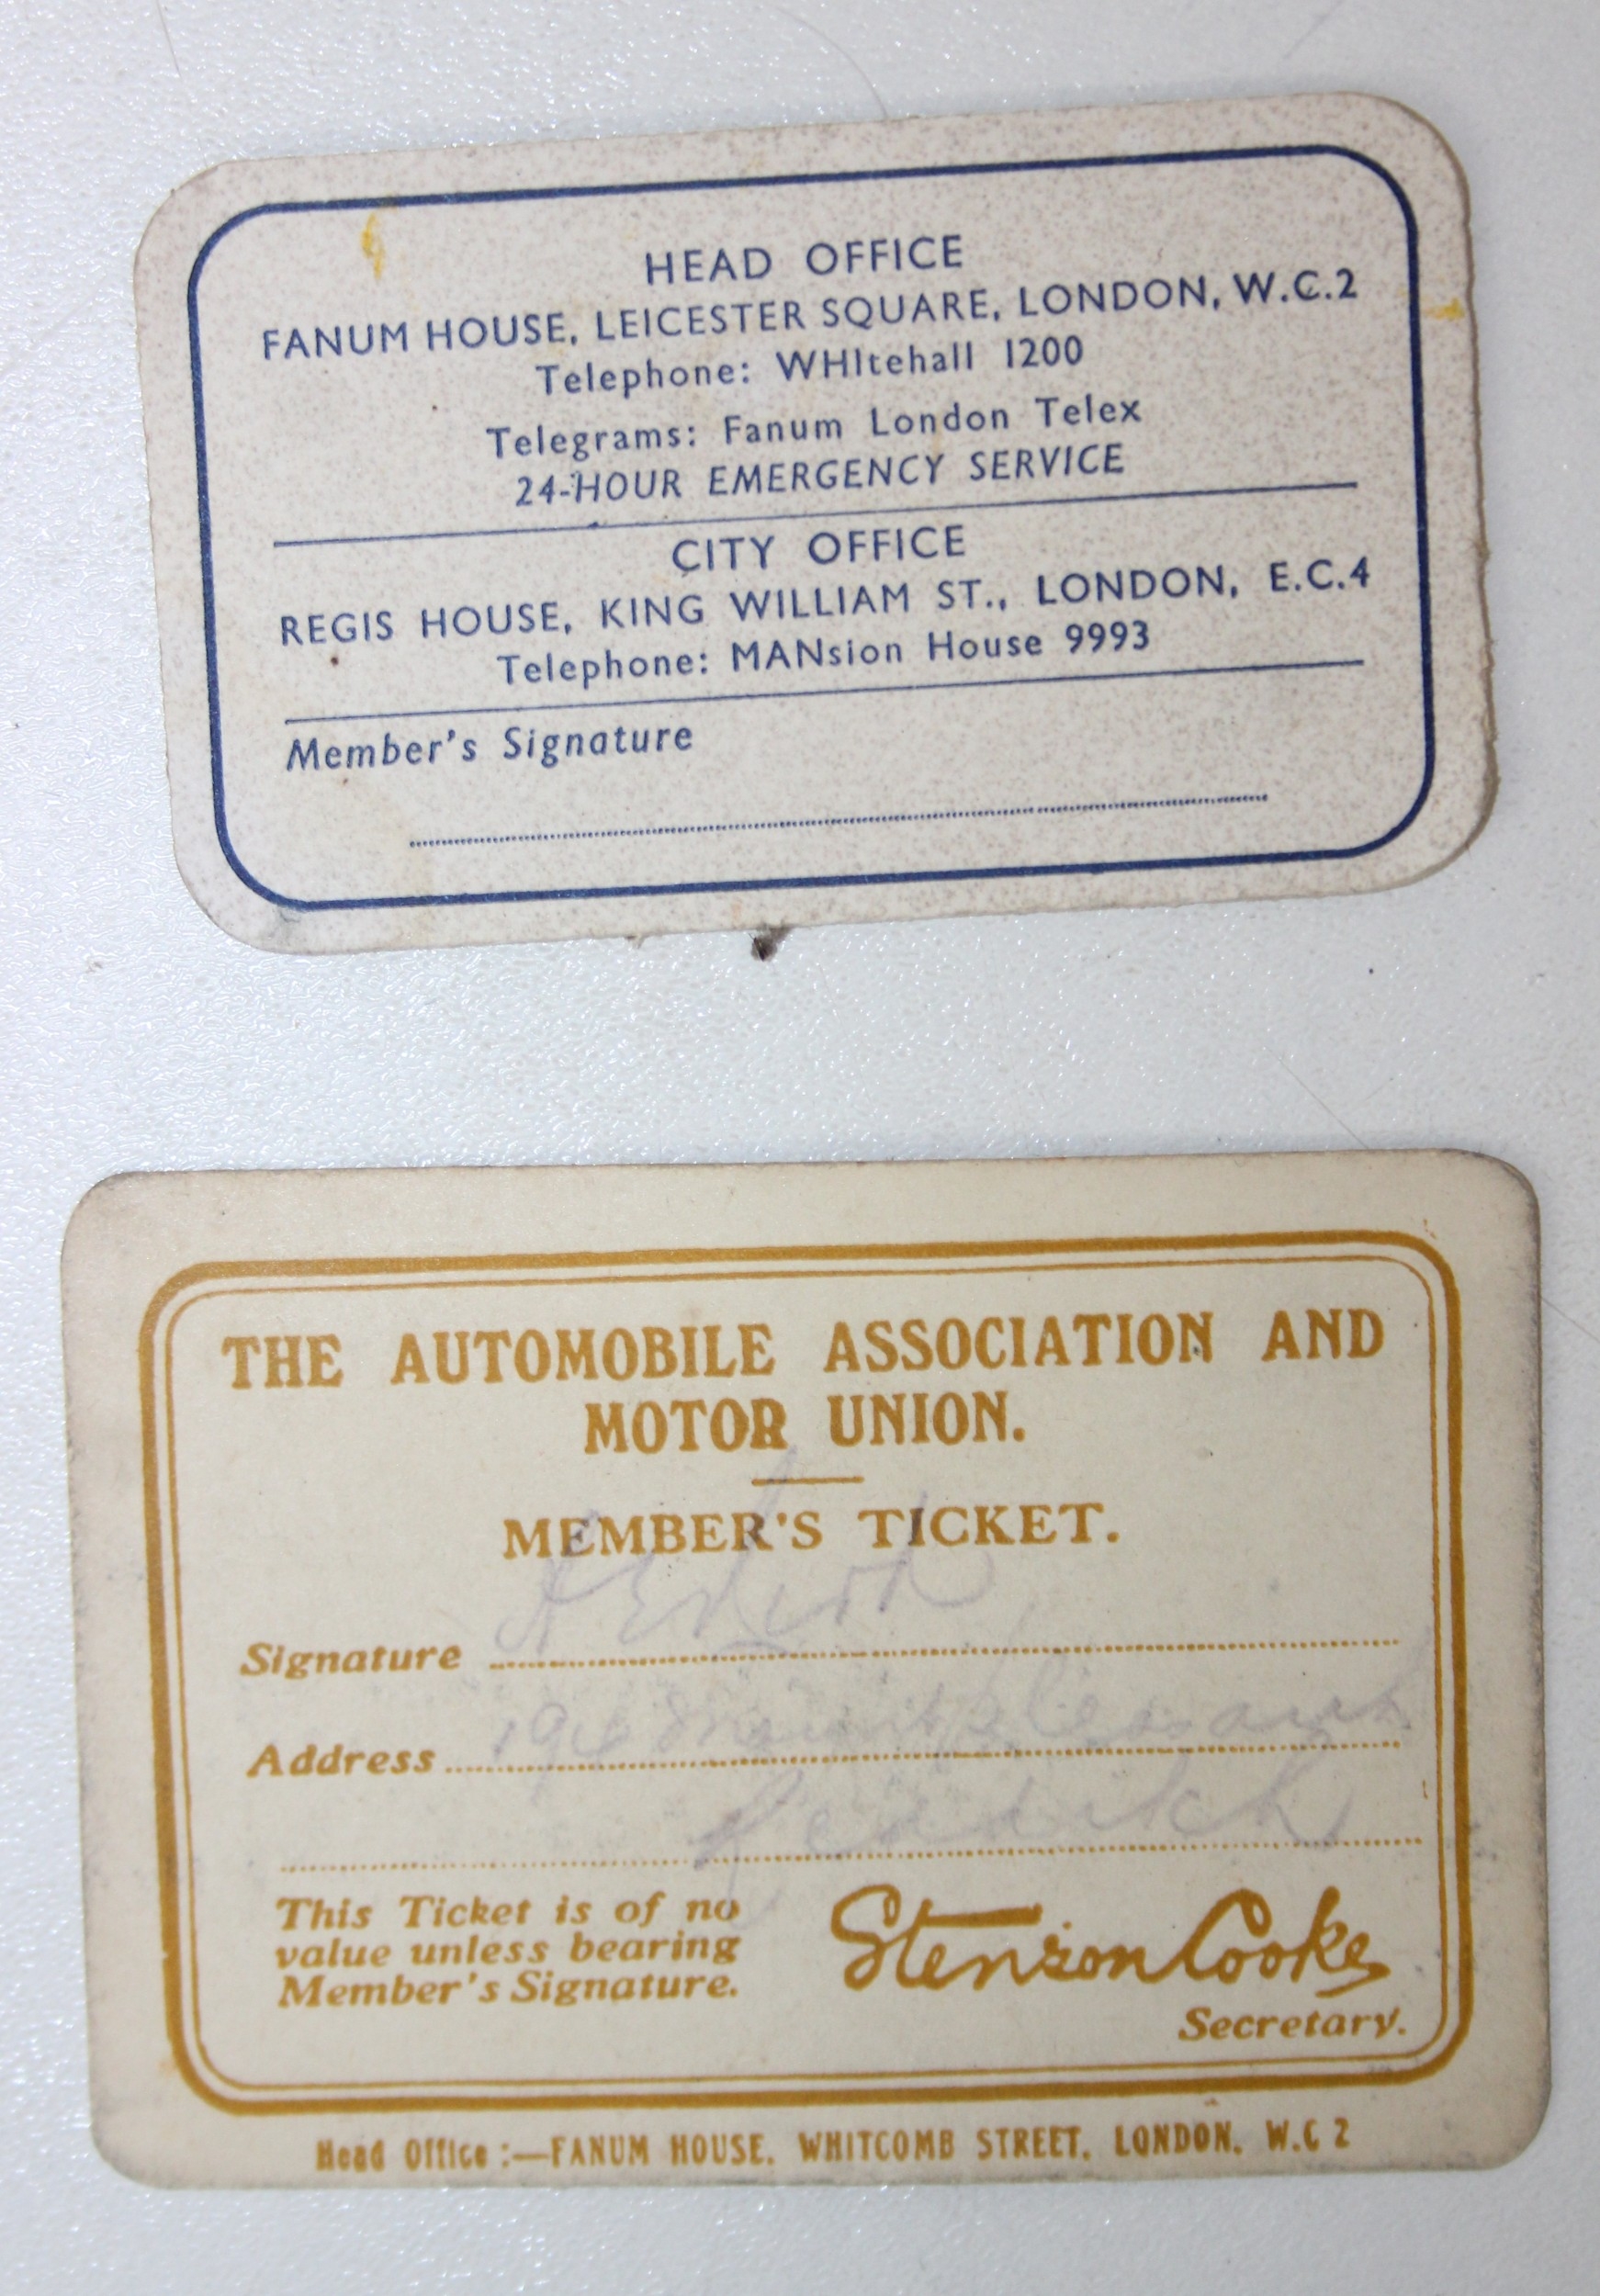 HEAD OFFICE
FANUM HOUSE, LEICESTER SQUARE, LONDON, W.C.2
Telephone: WHItehall 1200
Telegrams: Fanum London Telex
24-HOUR EMERGENCY SERVICE
CITY OFFICE
REGIS HOUSE, KING WILLIAM ST., LONDON, E.C.4
Telephone: MANsion House 9993
Member's Signature
THE AUTOMOBILE ASSOCIATION AND
MOTOR UNION.
MEMBER'S TICKET.
Signature
Address
This Ticket is of no
value unless bearing
Member's Signature.
Stenson Cooke
Secretary.
Head Office :—FANUM HOUSE, WHITCOMB STREET, LONDON, W.C 2